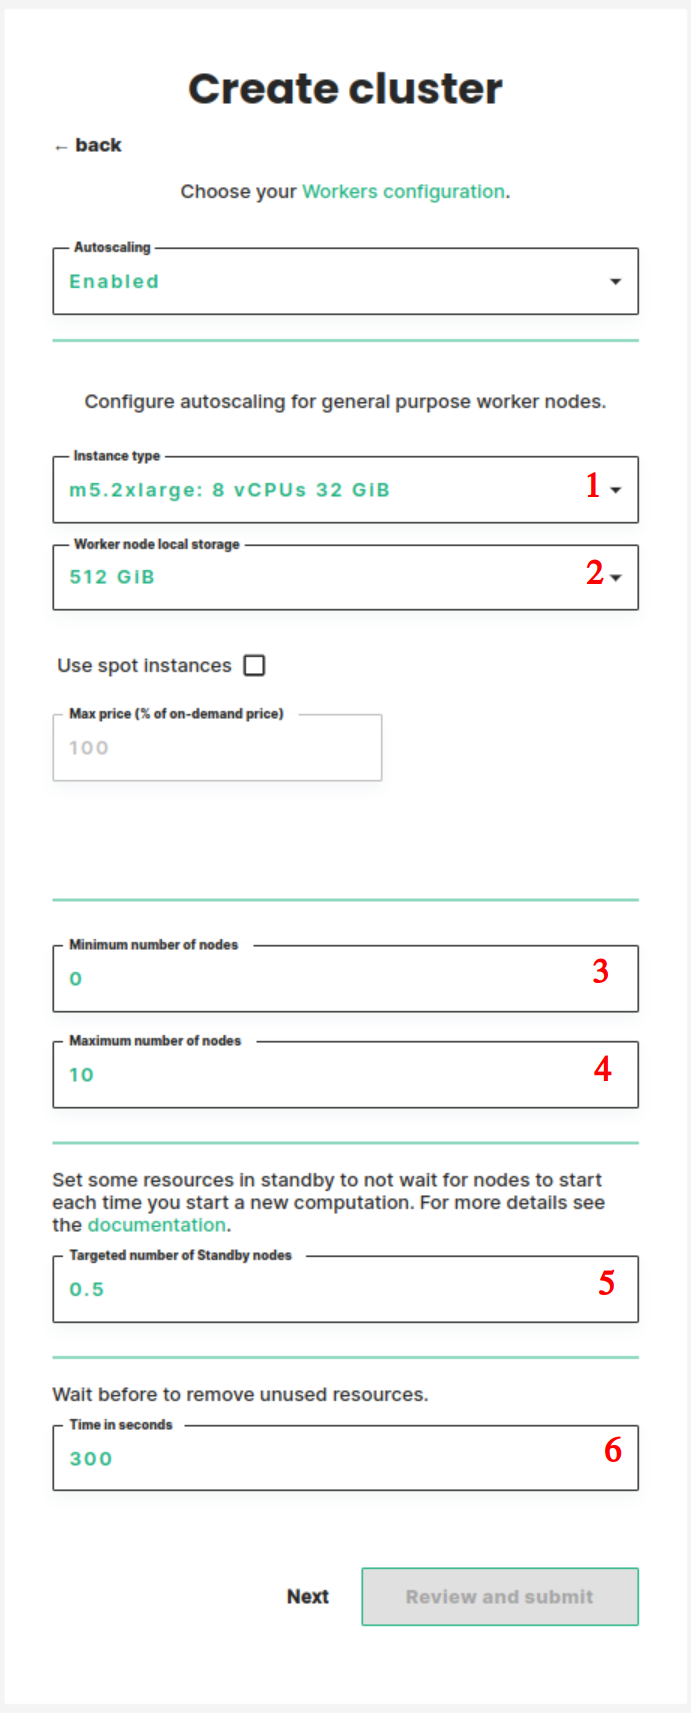 Create cluster
← back
Choose your Workers configuration.
Autoscaling
Enabled
Configure autoscaling for general purpose worker nodes.
Instance type
m5.2xlarge: 8 vCPUs 32 GiB
1
Worker node local storage
512 GiB
2
Use spot instances
Max price (% of on-demand price)
100
Minimum number of nodes
0
3
Maximum number of nodes
10
4
Set some resources in standby to not wait for nodes to start
each time you start a new computation. For more details see
the documentation.
Targeted number of Standby nodes
0.5
5
Wait before to remove unused resources.
Time in seconds
300
6
Next
Review and submit